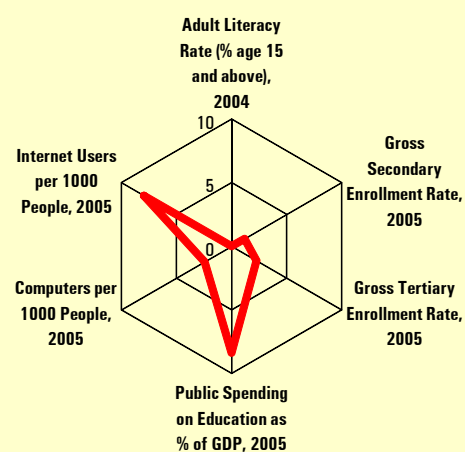 Adult Literacy
Rate (% age 15
and above),
2004
10
5
0
Gross
Secondary
Enrollment Rate,
2005
Gross Tertiary
Enrollment Rate,
2005
Public Spending
on Education as
% of GDP, 2005
Computers per
1000 People,
2005
Internet Users
per 1000
People, 2005